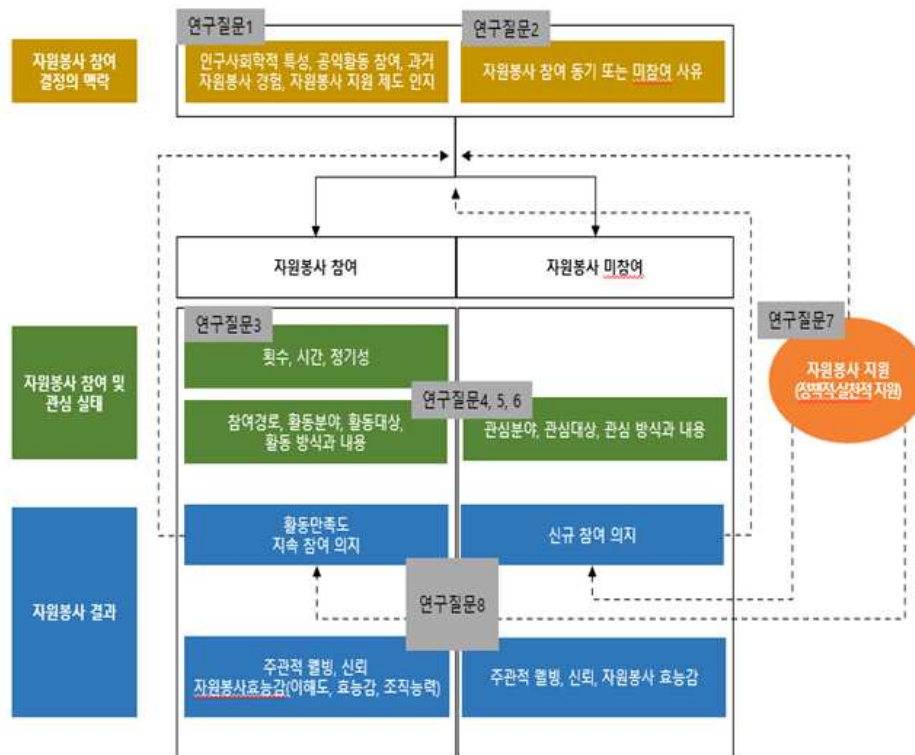 연구질문1
연구질문2
자원봉사 참여
결정의 맥락
인구사회학적 특성, 공익활동 참여, 과거
자원봉사 경험, 자원봉사 지원 제도 인지
자원봉사 참여 동기 또는 미참여 사유
자원봉사 참여
자원봉사 미참여
연구질문3
연구질문7
횟수, 시간, 정기성
자원봉사 참여 및
관심 실태
자원봉사 지원
(정책적·실천적 지원)
연구질문4, 5, 6
참여경로, 활동분야, 활동대상,
활동 방식과 내용
관심분야, 관심대상, 관심 방식과 내용
활동만족도
지속 참여 의지
신규 참여 의지
연구질문8
자원봉사 결과
주관적 웰빙, 신뢰
자원봉사효능감(이해도, 효능감, 조직능력)
주관적 웰빙, 신뢰, 자원봉사 효능감